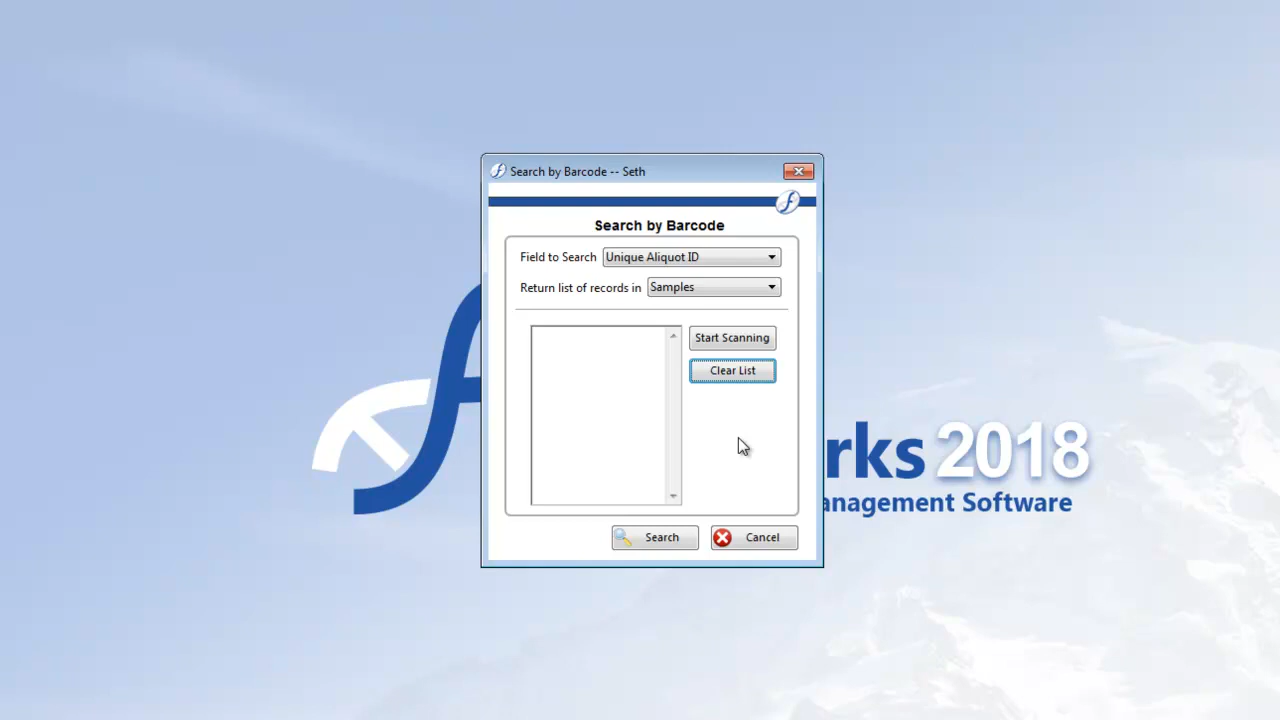 Search by Barcode -- Seth
Search by Barcode
Field to Search Unique Aliquot ID
Return list of records in Samples
Start Scanning
Clear List
rks 2018
anagement Software
Search Cancel